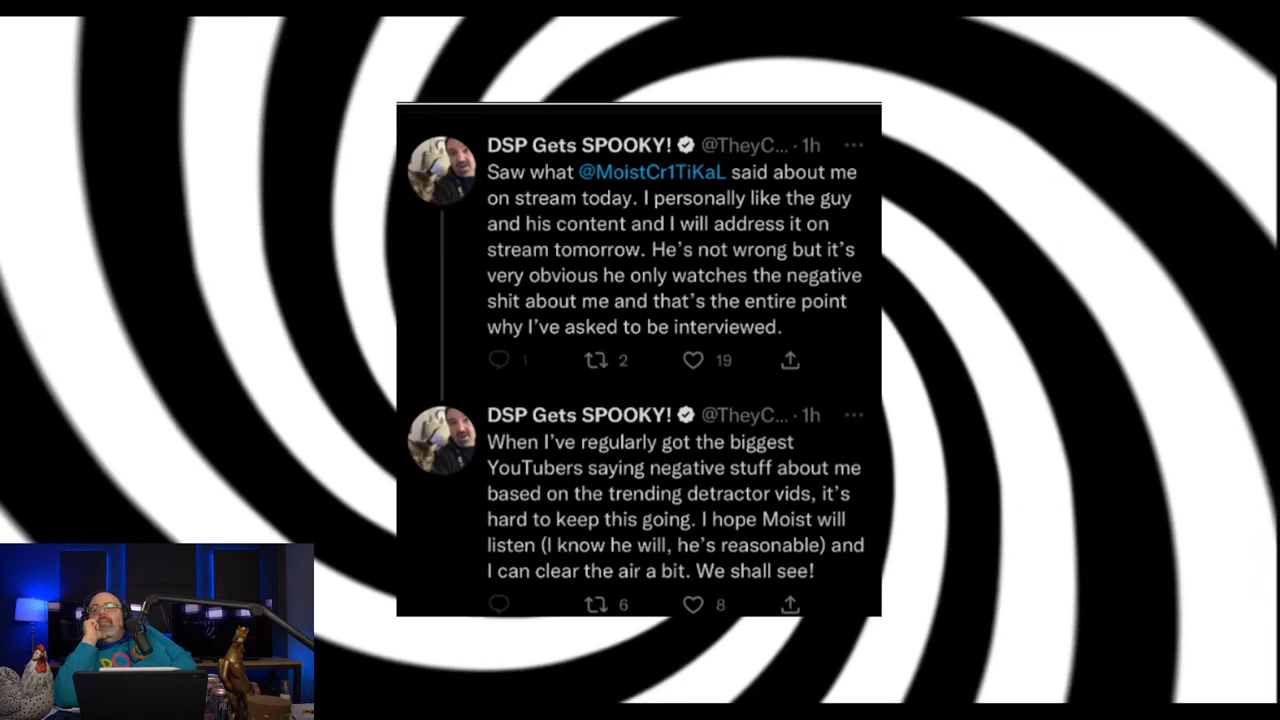 DSP Gets SPOOKY! @TheyC... · 1h ...
Saw what @MoistCr1TiKaL said about me
on stream today. I personally like the guy
and his content and I will address it on
stream tomorrow. He's not wrong but it's
very obvious he only watches the negative
shit about me and that's the entire point
why I've asked to be interviewed.
1 2 19
DSP Gets SPOOKY! @TheyC... · 1h ...
When I've regularly got the biggest
YouTubers saying negative stuff about me
based on the trending detractor vids, it's
hard to keep this going. I hope Moist will
listen (I know he will, he's reasonable) and
I can clear the air a bit. We shall see!
6 8